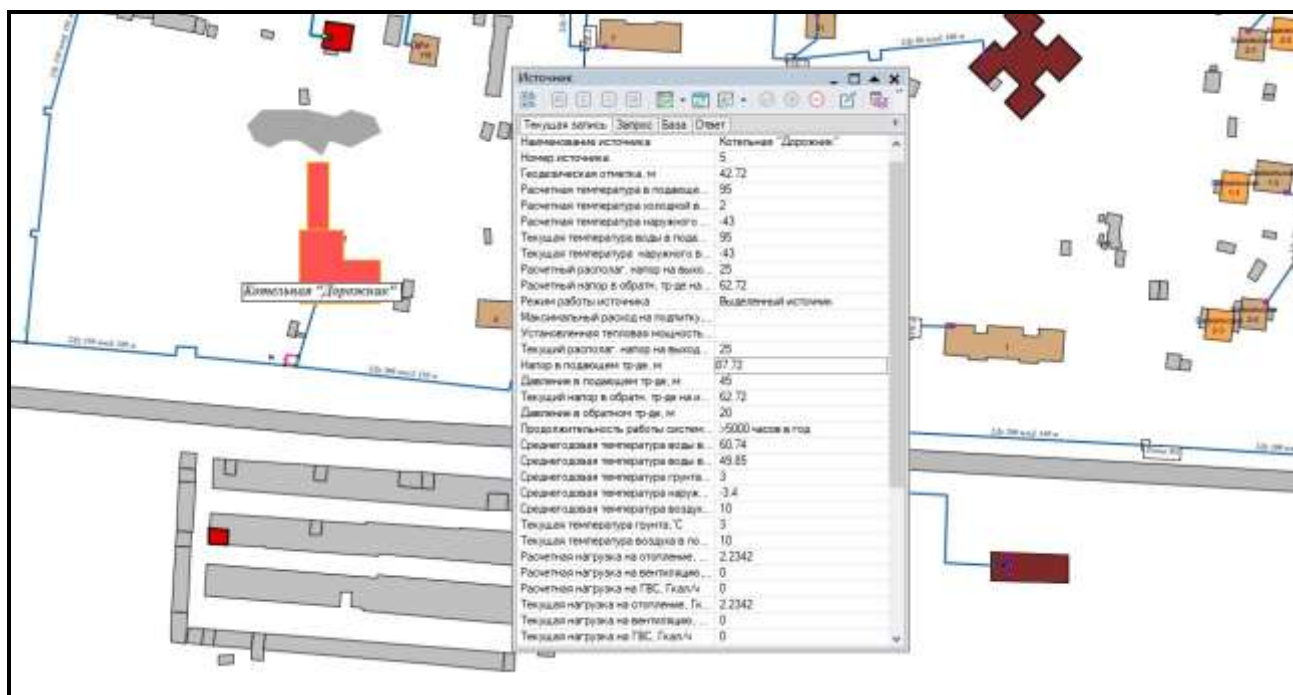 Источник
Текущая запись Запрос База Ответ
Наименование источника Котельная "Дорожник"
Номер источника 5
Геодезическая отметка, м 42.72
Расчетная температура в подающе... 95
Расчетная температура холодной в... 2
Расчетная температура наружного ... -43
Текущая температура воды в пода... 95
Текущая температура наружного в... -43
Расчетный располаг. напор на выхо... 25
Расчетный напор в обратн. тр-де на... 62.72
Режим работы источника Выделенный источник
Максимальный расход на подпитку...
Установленная тепловая мощность...
Текущий располаг. напор на выход... 25
Напор в подающем тр-де, м 87.72
Давление в подающем тр-де, м 45
Текущий напор в обратн. тр-де на и... 62.72
Давление в обратном тр-де, м 20
Продолжительность работы систем... >5000 часов в год
Среднегодовая температура воды в... 60.74
Среднегодовая температура воды в... 49.85
Среднегодовая температура грунта... 3
Среднегодовая температура наруж... -3.4
Среднегодовая температура воздух... 10
Текущая температура грунта, °C 3
Текущая температура воздуха в по... 10
Расчетная нагрузка на отопление, ... 2.2342
Расчетная нагрузка на вентиляцию, ... 0
Расчетная нагрузка на ГВС, Гкал/ч 0
Текущая нагрузка на отопление, Гк... 2.2342
Текущая нагрузка на вентиляцию, ... 0
Текущая нагрузка на ГВС, Гкал/ч 0
Котельная "Дорожник"